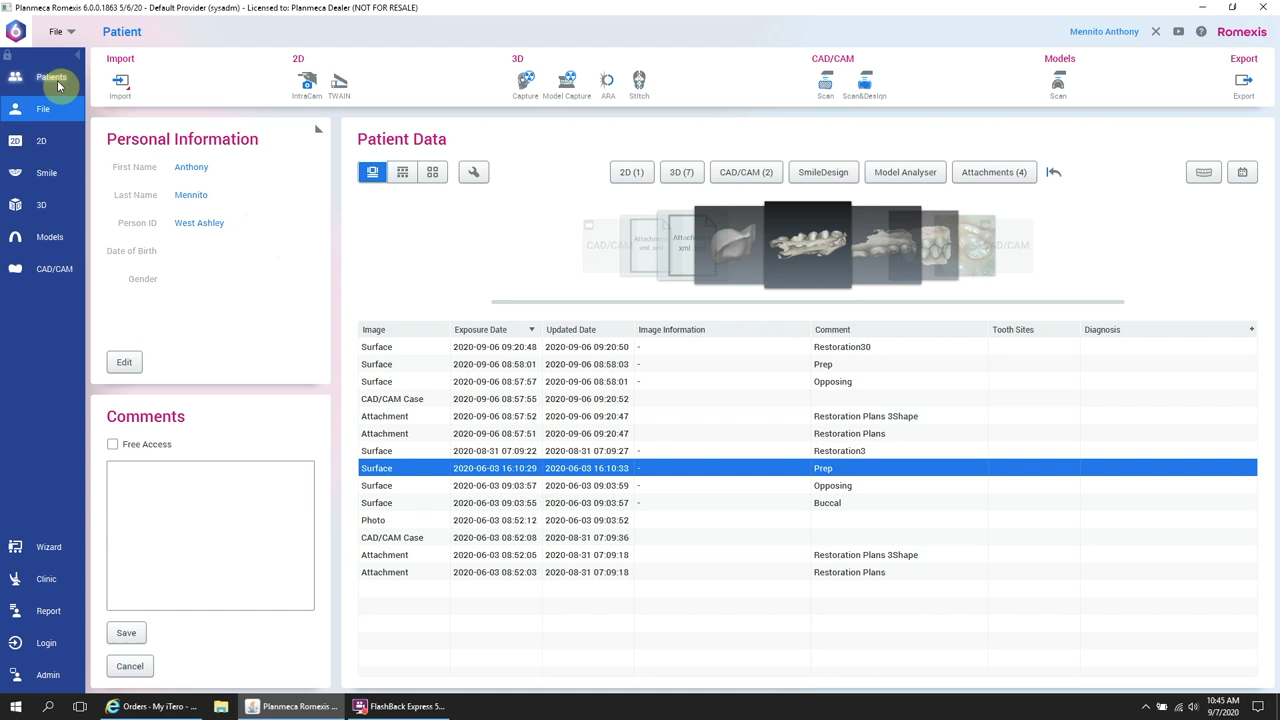 Planmeca Romexis 6.0.0.1863 5/6/20 - Default Provider (sysadm) - Licensed to: Planmeca Dealer (NOT FOR RESALE)
6 File Patient Mennito Anthony Romexis
Import 2D 3D CAD/CAM Models Export
Import IntraCam TWAIN Capture Model Capture ARA Stitch Scan Scan&Design Scan Export
Patients
File
2D 2D
Smile
3D
Models
CAD/CAM
Wizard
Clinic
Report
Login
Admin
Personal Information
First Name Anthony
Last Name Mennito
Person ID West Ashley
Date of Birth
Gender
Edit
Comments
Free Access
Save
Cancel
Patient Data
2D (1) 3D (7) CAD/CAM (2) SmileDesign Model Analyser Attachments (4)
Image Exposure Date Updated Date Image Information Comment Tooth Sites Diagnosis +
Surface 2020-09-06 09:20:48 2020-09-06 09:20:50 - Restoration30
Surface 2020-09-06 08:58:01 2020-09-06 08:58:03 - Prep
Surface 2020-09-06 08:57:57 2020-09-06 08:58:01 - Opposing
CAD/CAM Case 2020-09-06 08:57:55 2020-09-06 09:20:52
Attachment 2020-09-06 08:57:52 2020-09-06 09:20:47 Restoration Plans 3Shape
Attachment 2020-09-06 08:57:51 2020-09-06 09:20:47 Restoration Plans
Surface 2020-08-31 07:09:22 2020-08-31 07:09:27 - Restoration3
Surface 2020-06-03 16:10:29 2020-06-03 16:10:33 - Prep
Surface 2020-06-03 09:03:57 2020-06-03 09:03:59 - Opposing
Surface 2020-06-03 09:03:55 2020-06-03 09:03:57 - Buccal
Photo 2020-06-03 08:52:12 2020-06-03 09:03:52
CAD/CAM Case 2020-06-03 08:52:08 2020-08-31 07:09:36
Attachment 2020-06-03 08:52:05 2020-08-31 07:09:18 Restoration Plans 3Shape
Attachment 2020-06-03 08:52:03 2020-08-31 07:09:18 Restoration Plans
Orders - My iTero - ... Planmeca Romexis ... FlashBack Express 5...
10:45 AM
9/7/2020